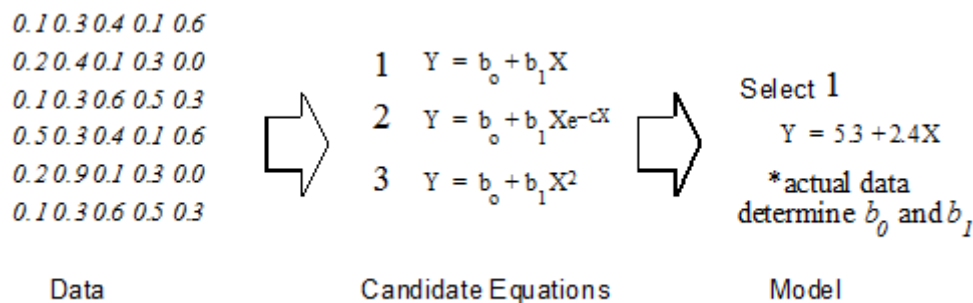 0.1 0.3 0.4 0.1 0.6
0.2 0.4 0.1 0.3 0.0
0.1 0.3 0.6 0.5 0.3
0.5 0.3 0.4 0.1 0.6
0.2 0.9 0.1 0.3 0.0
0.1 0.3 0.6 0.5 0.3
Data
1 Y = b₀ + b₁X
2 Y = b₀ + b₁Xe⁻ᶜˣ
3 Y = b₀ + b₁X²
Candidate Equations
Select 1
Y = 5.3 + 2.4X
*actual data
determine b₀ and b₁
Model